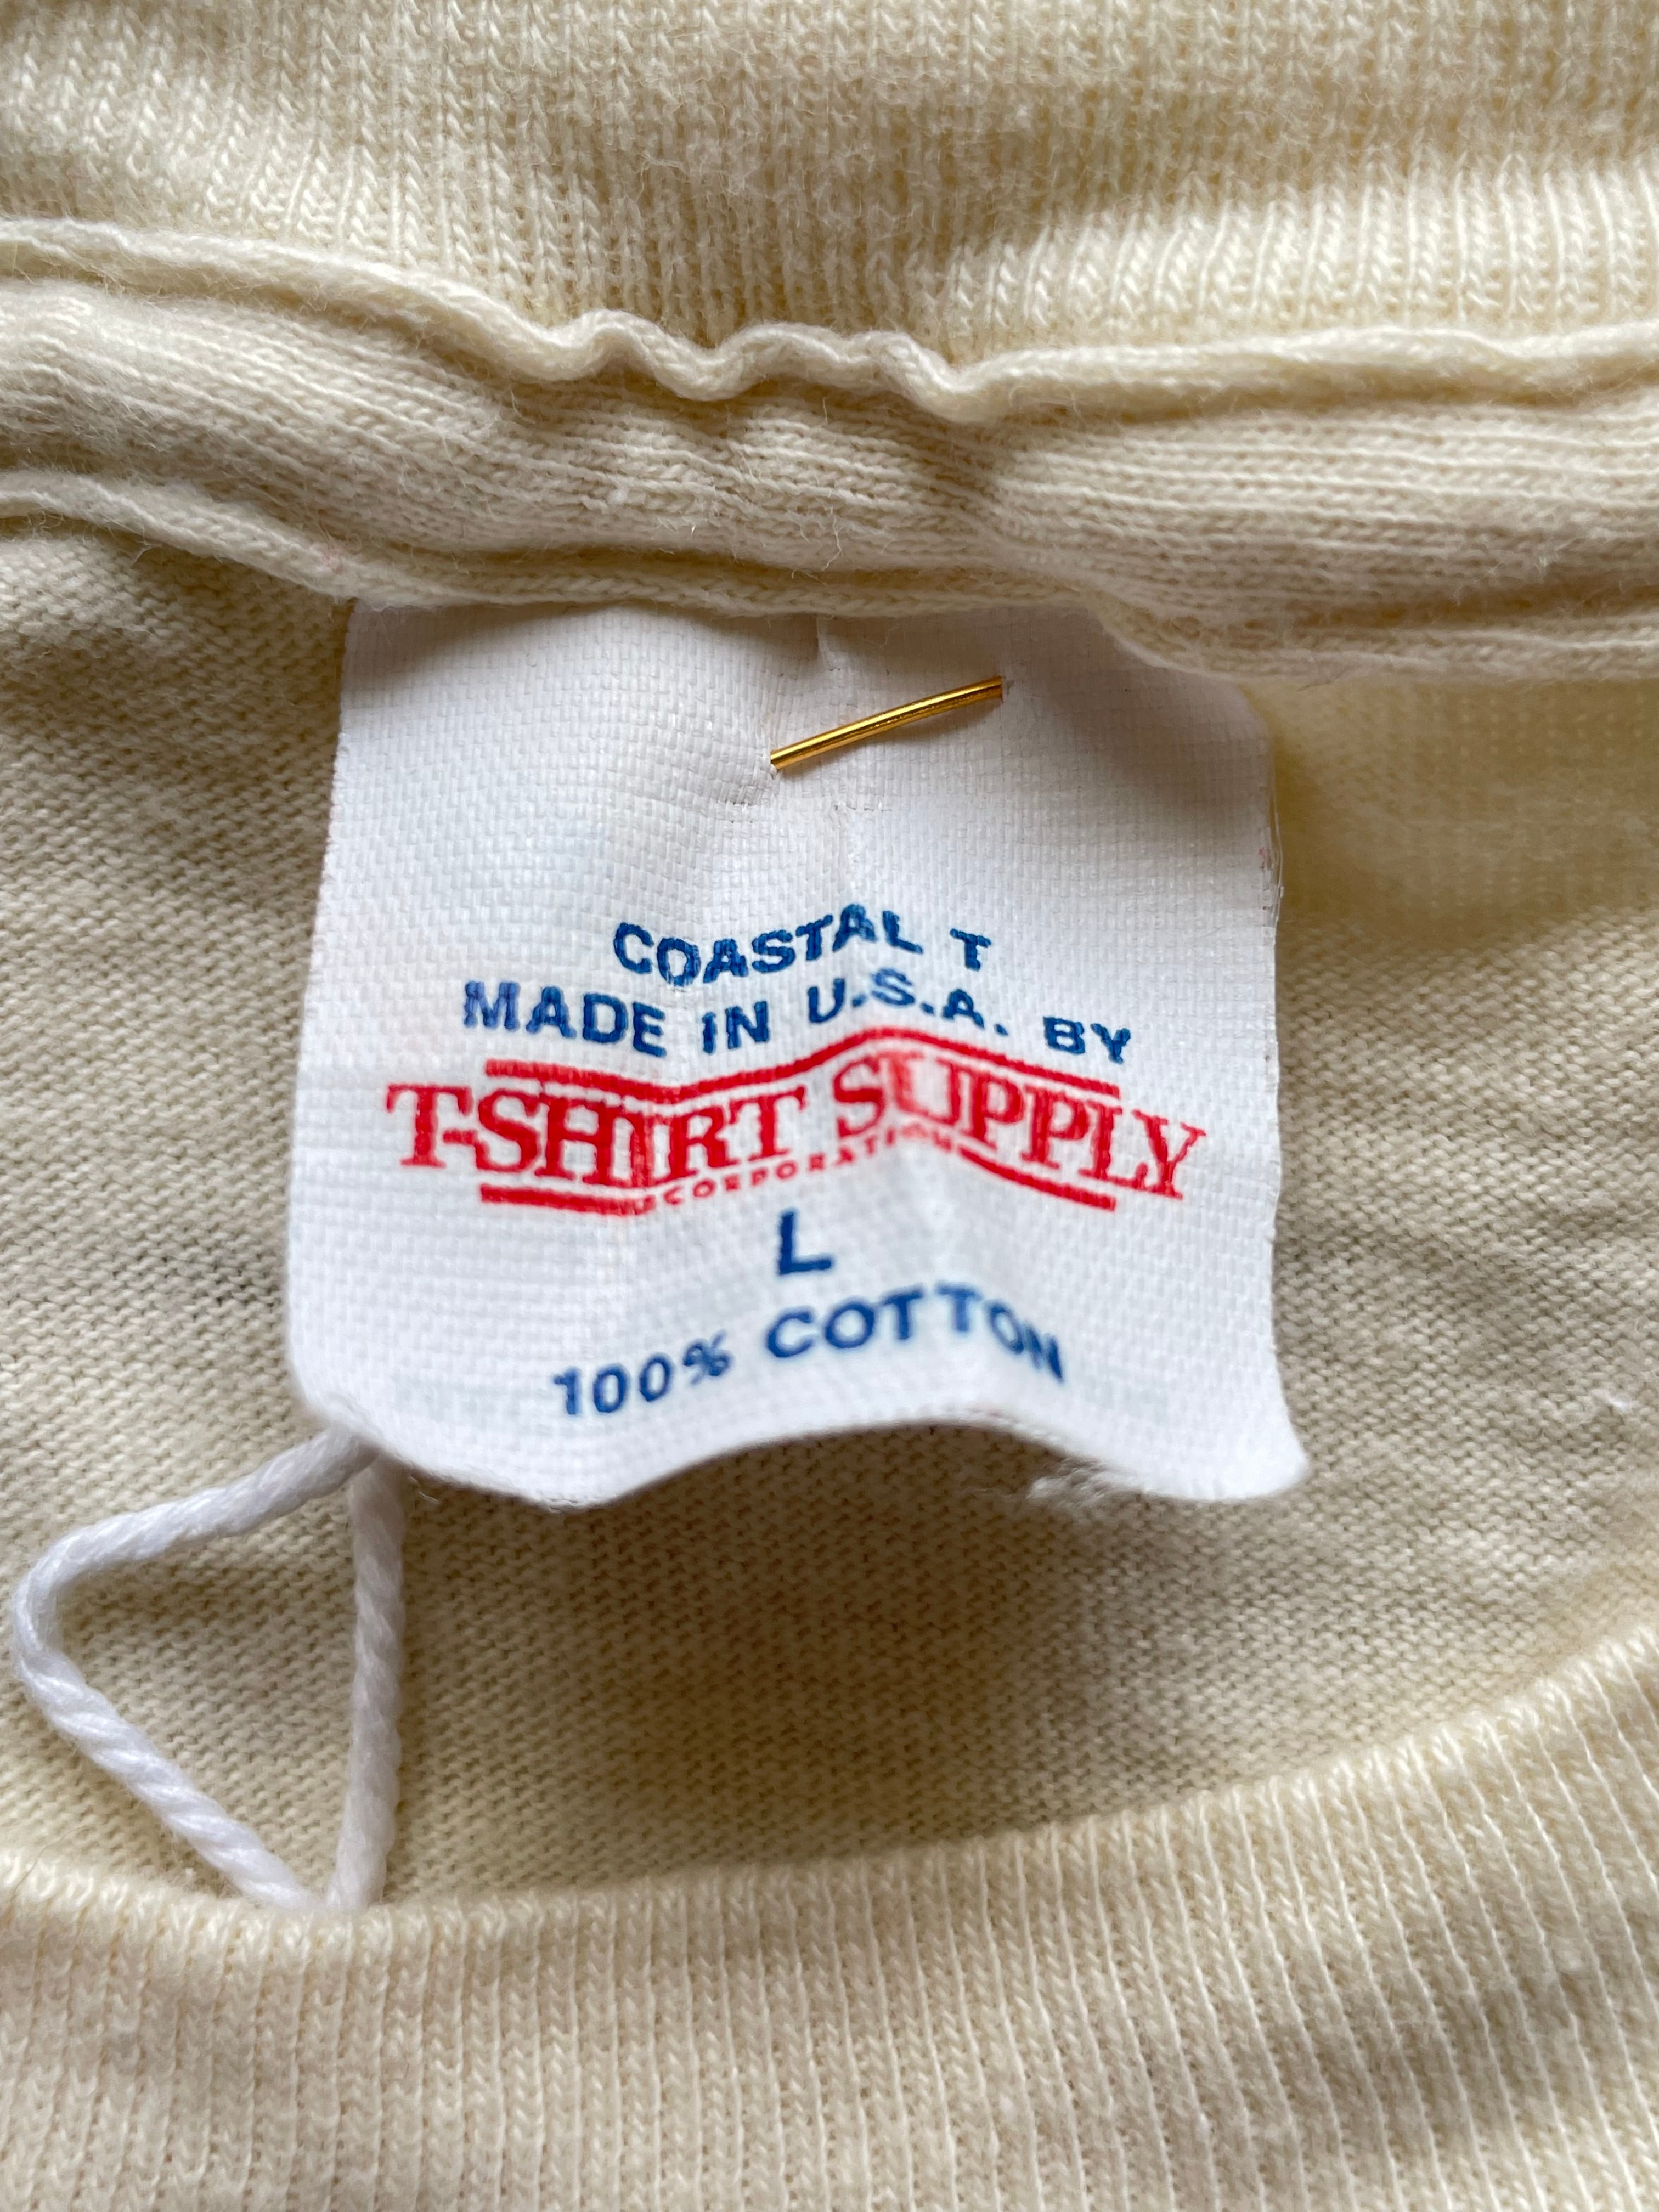 COASTAL T
MADE IN U.S.A. BY
T-SHIRT SUPPLY
CORPORATION
L
100% COTTON